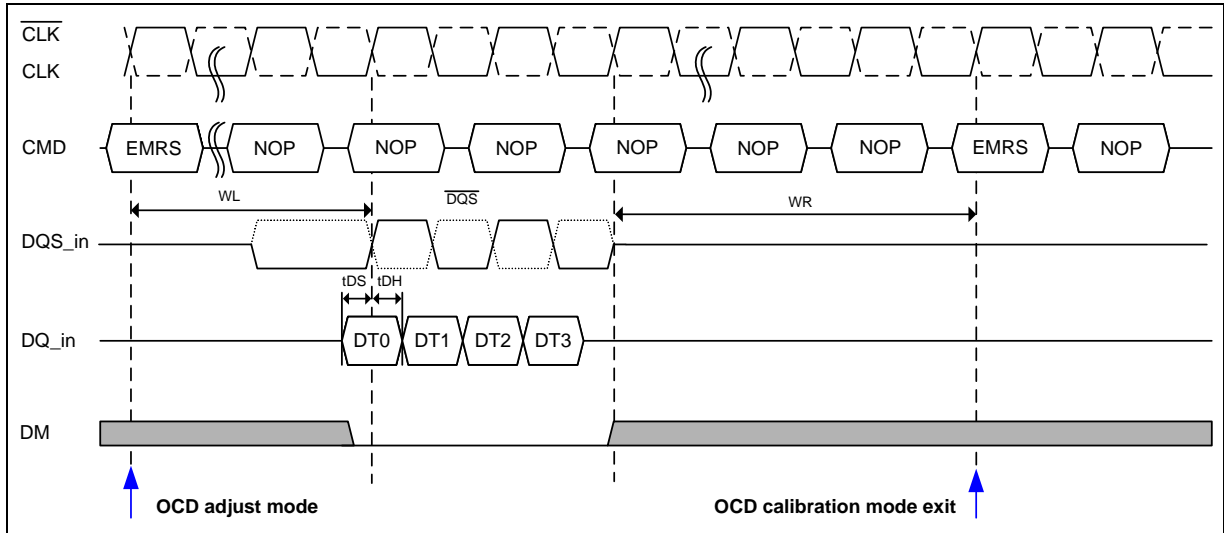 CLK
CLK
CMD EMRS NOP NOP NOP NOP NOP NOP EMRS NOP
WL DQS WR
DQS_in
tDS tDH
DQ_in DT0 DT1 DT2 DT3
DM
OCD adjust mode OCD calibration mode exit